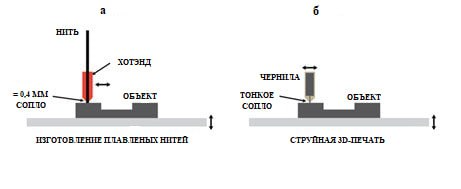 а
НИТЬ
ХОТЭНД
= 0,4 ММ
СОПЛО
ОБЪЕКТ
ИЗГОТОВЛЕНИЕ ПЛАВЛЕНЫХ НИТЕЙ
б
ЧЕРНИЛА
ТОНКОЕ
СОПЛО
ОБЪЕКТ
СТРУЙНАЯ 3D-ПЕЧАТЬ